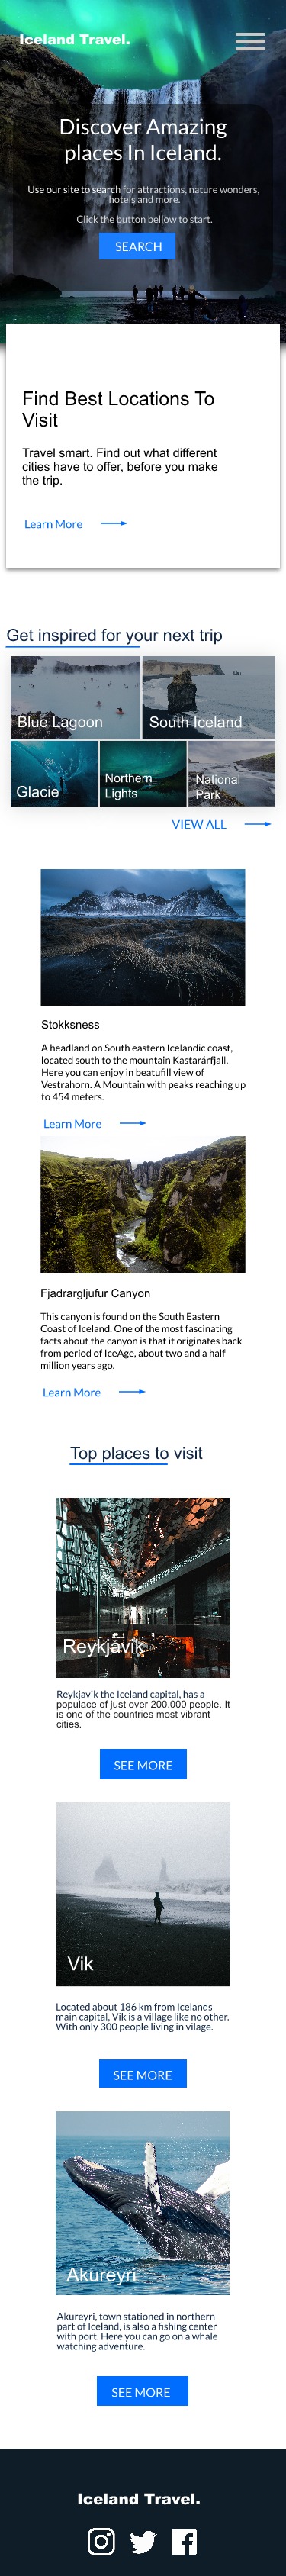 Iceland Travel.
Discover Amazing
places In Iceland.
Use our site to search for attractions, nature wonders,
hotels and more.
Click the button bellow to start.
SEARCH
Find Best Locations To
Visit
Travel smart. Find out what different
cities have to offer, before you make
the trip.
Learn More
Get inspired for your next trip
Blue Lagoon
South Iceland
Glacie
Northern
Lights
National
Park
VIEW ALL
Stokksness
A headland on South eastern Icelandic coast,
located south to the mountain Kastarárfjall.
Here you can enjoy in beatufill view of
Vestrahorn. A Mountain with peaks reaching up
to 454 meters.
Learn More
Fjadrargljufur Canyon
This canyon is found on the South Eastern
Coast of Iceland. One of the most fascinating
facts about the canyon is that it originates back
from period of IceAge, about two and a half
million years ago.
Learn More
Top places to visit
Reykjavik
Reykjavik the Iceland capital, has a
populace of just over 200.000 people. It
is one of the countries most vibrant
cities.
SEE MORE
Vik
Located about 186 km from Icelands
main capital, Vik is a village like no other.
With only 300 people living in vilage.
SEE MORE
Akureyri
Akureyri, town stationed in northern
part of Iceland, is also a fishing center
with port. Here you can go on a whale
watching adventure.
SEE MORE
Iceland Travel.